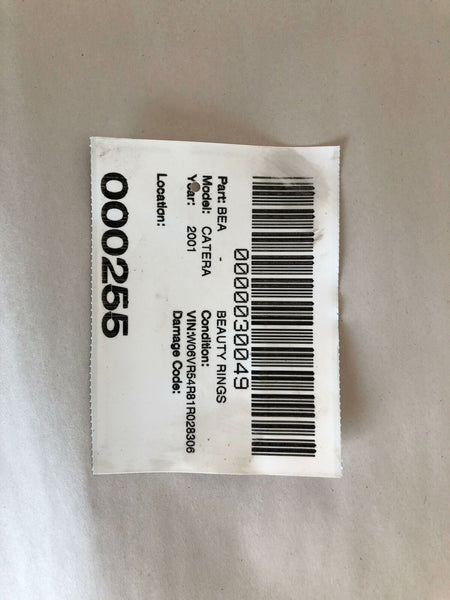 0000030049
Part: BEA - BEAUTY RINGS
Model: CATERA Condition:
Year: 2001 VIN:W06VR54R81R028306
Damage Code:
Location:
000255